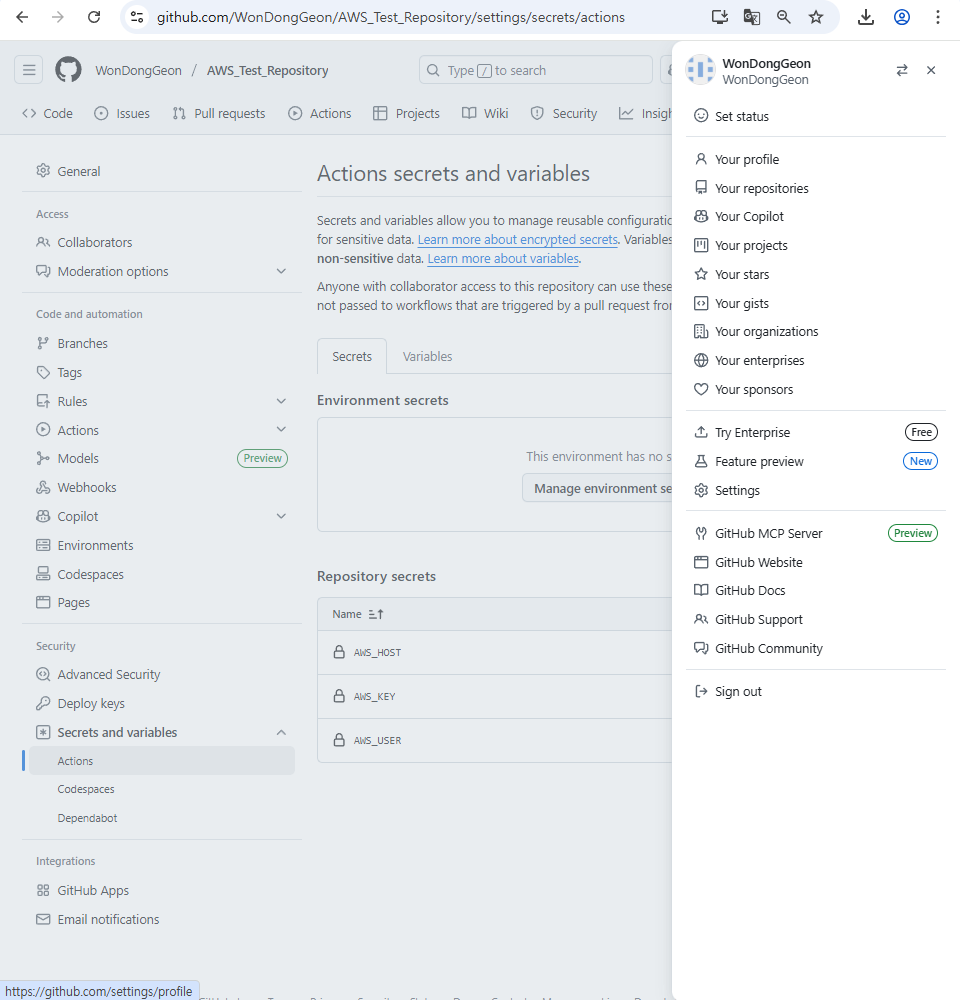 github.com/WonDongGeon/AWS_Test_Repository/settings/secrets/actions
WonDongGeon / AWS_Test_Repository
Type / to search
Code Issues Pull requests Actions Projects Wiki Security
General
Access
Collaborators
Moderation options
Code and automation
Branches
Tags
Rules
Actions
Models Preview
Webhooks
Copilot
Environments
Codespaces
Pages
Security
Advanced Security
Deploy keys
Secrets and variables
Actions
Codespaces
Dependabot
Integrations
GitHub Apps
Email notifications
Actions secrets and variables
Secrets and variables allow you to manage reusable
for sensitive data. Learn more about encrypted secrets. Variables
non-sensitive data. Learn more about variables.
Anyone with collaborator access to this repository can use these
not passed to workflows that are triggered by a pull request
Secrets Variables
Environment secrets
This environment has no
Manage environment
Repository secrets
Name
AWS_HOST
AWS_KEY
AWS_USER
WonDongGeon
WonDongGeon
Set status
Your profile
Your repositories
Your Copilot
Your projects
Your stars
Your gists
Your organizations
Your enterprises
Your sponsors
Try Enterprise Free
Feature preview New
Settings
GitHub MCP Server Preview
GitHub Website
GitHub Docs
GitHub Support
GitHub Community
Sign out
https://github.com/settings/profile